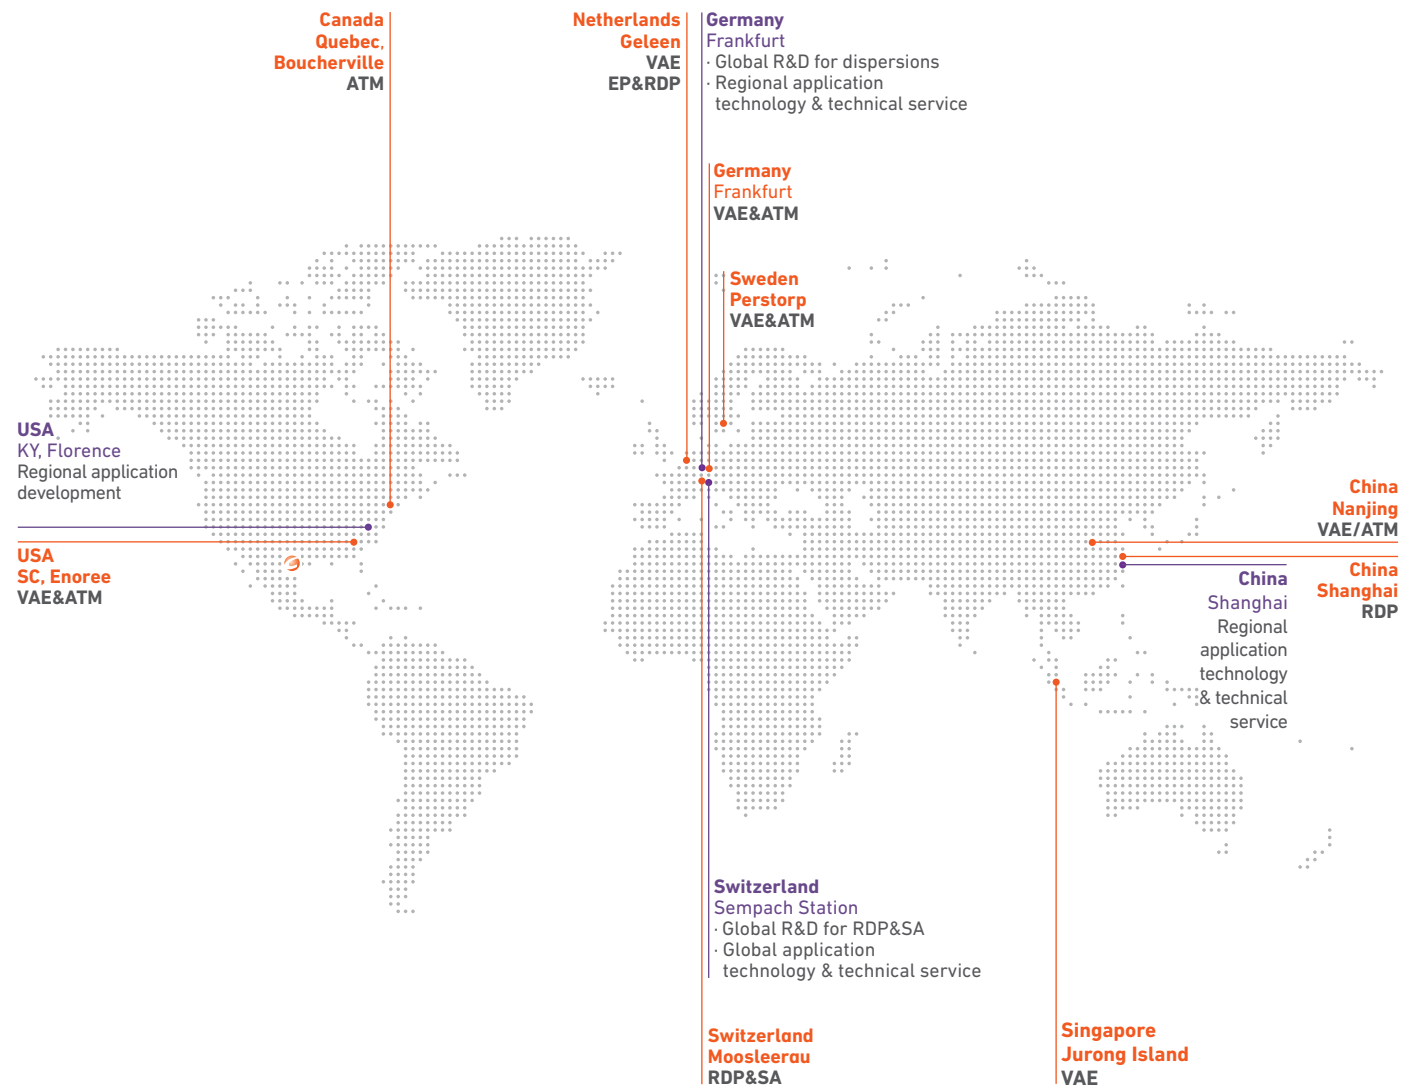 Canada
Quebec,
Boucherville
ATM
Netherlands
Geleen
VAE
EP&RDP
Germany
Frankfurt
· Global R&D for dispersions
· Regional application
technology & technical service
Germany
Frankfurt
VAE&ATM
Sweden
Perstorp
VAE&ATM
USA
KY, Florence
Regional application
development
USA
SC, Enoree
VAE&ATM
China
Nanjing
VAE/ATM
China
Shanghai
RDP
China
Shanghai
Regional
application
technology
& technical
service
Switzerland
Sempach Station
· Global R&D for RDP&SA
· Global application
technology & technical service
Switzerland
Moosleerau
RDP&SA
Singapore
Jurong Island
VAE